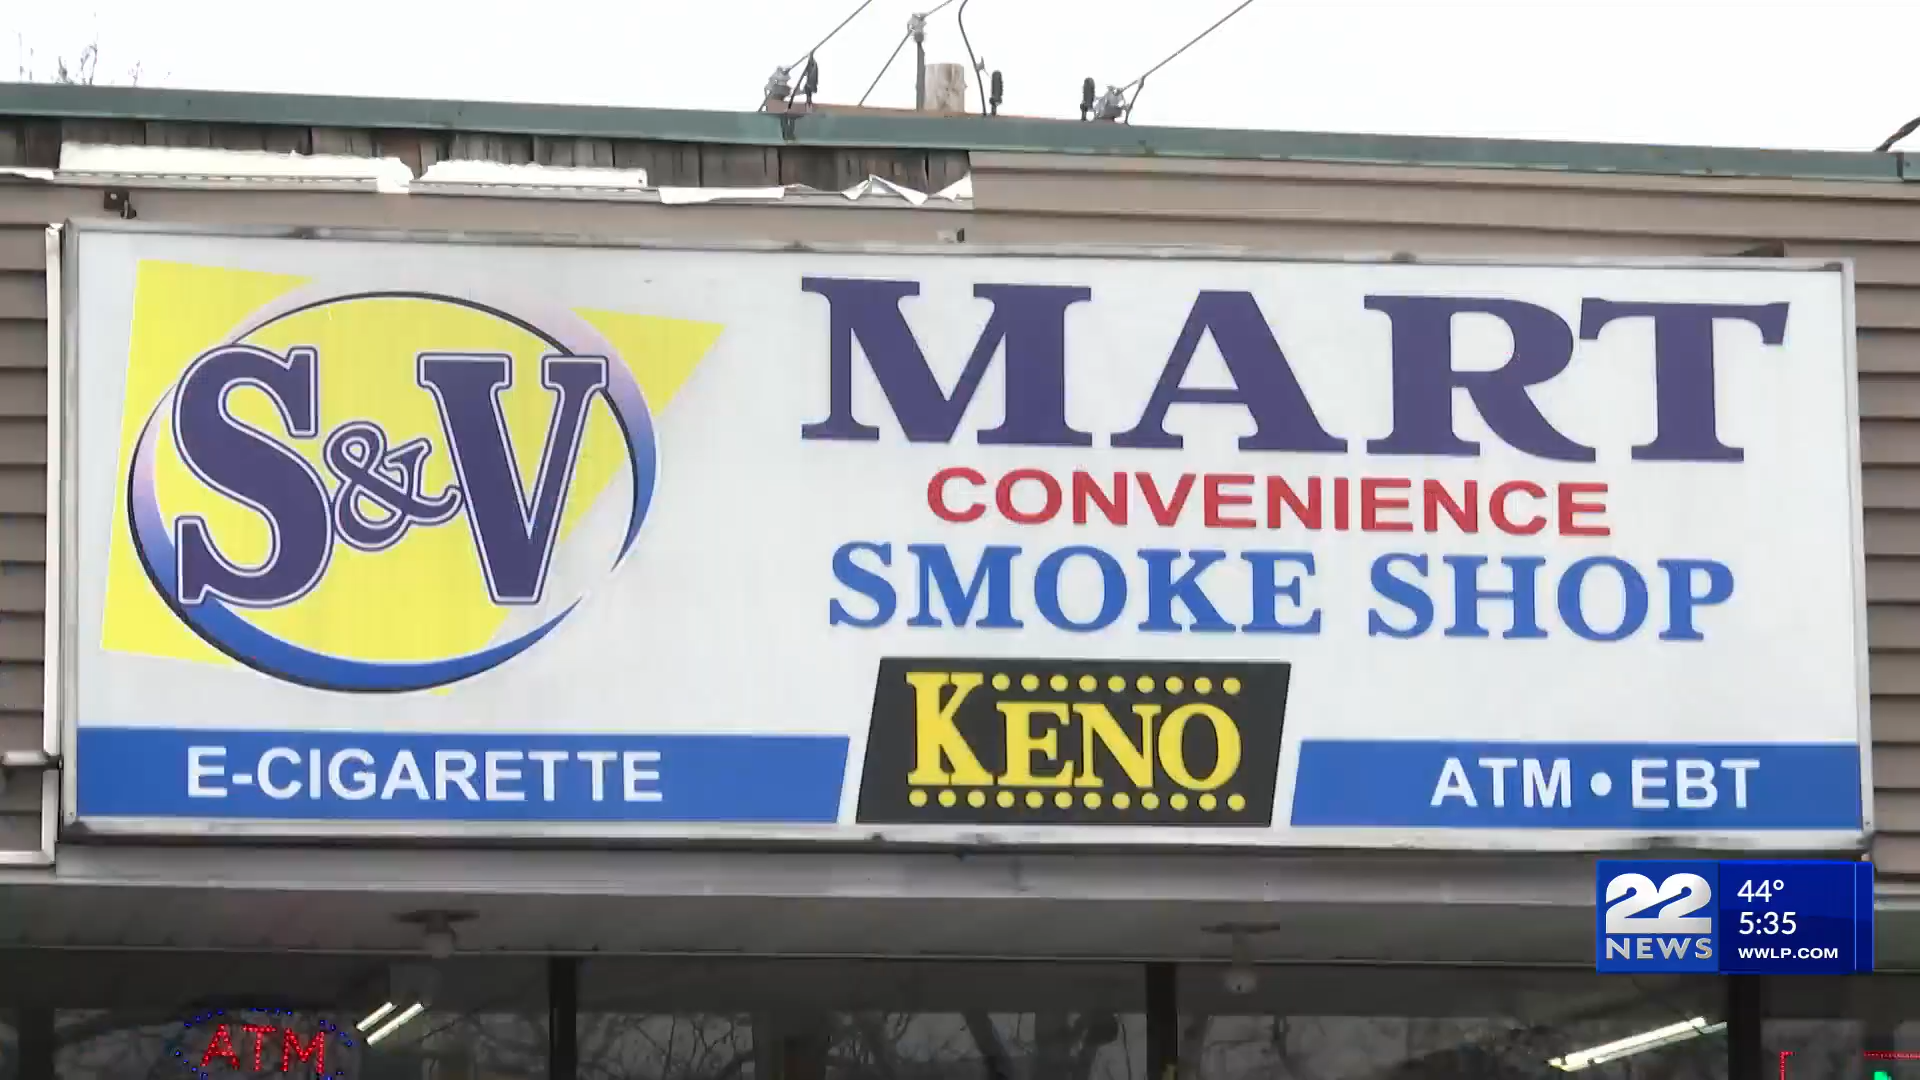 S&V
MART
CONVENIENCE
SMOKE SHOP
KENO
E-CIGARETTE
ATM • EBT
22
NEWS
44°
5:35
WWLP.COM
ATM